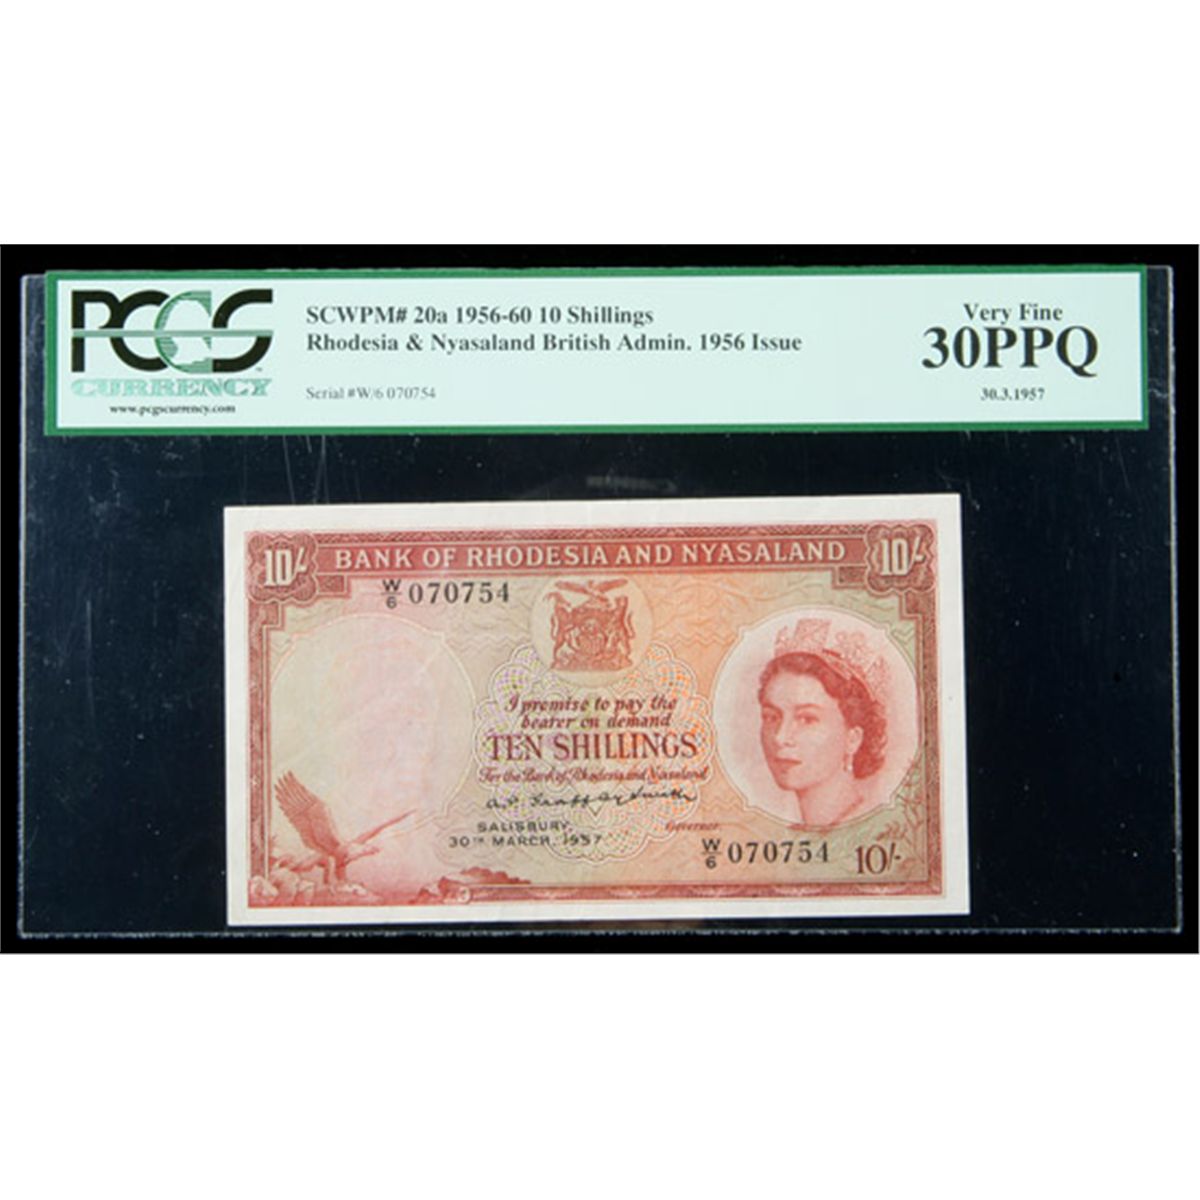 PCGS
CURRENCY
www.pcgscurrency.com
SCWPM# 20a 1956-60 10 Shillings
Rhodesia & Nyasaland British Admin. 1956 Issue
Serial #W/6 070754
Very Fine
30PPQ
30.3.1957
10/-
BANK OF RHODESIA AND NYASALAND
10/-
W/6 070754
I promise to pay the
bearer on demand
TEN SHILLINGS
For the Bank of Rhodesia and Nyasaland
SALISBURY,
Governor.
30TH MARCH, 1957
W/6 070754
10/-